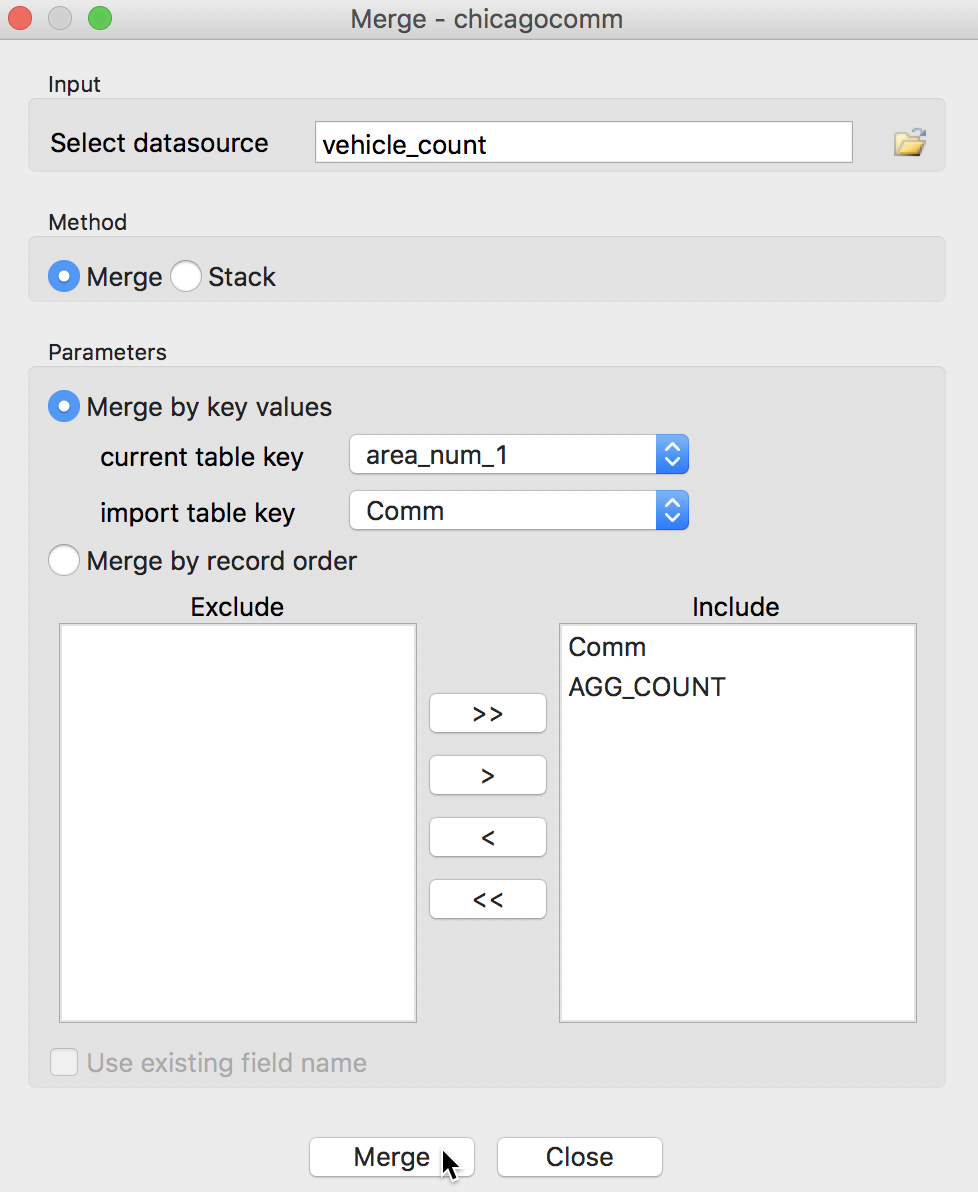 Merge - chicagocomm
Input
Select datasource vehicle_count
Method
Merge Stack
Parameters
Merge by key values
current table key area_num_1
import table key Comm
Merge by record order
Exclude Include
Comm
AGG_COUNT
>>
>
<
<<
Use existing field name
Merge Close